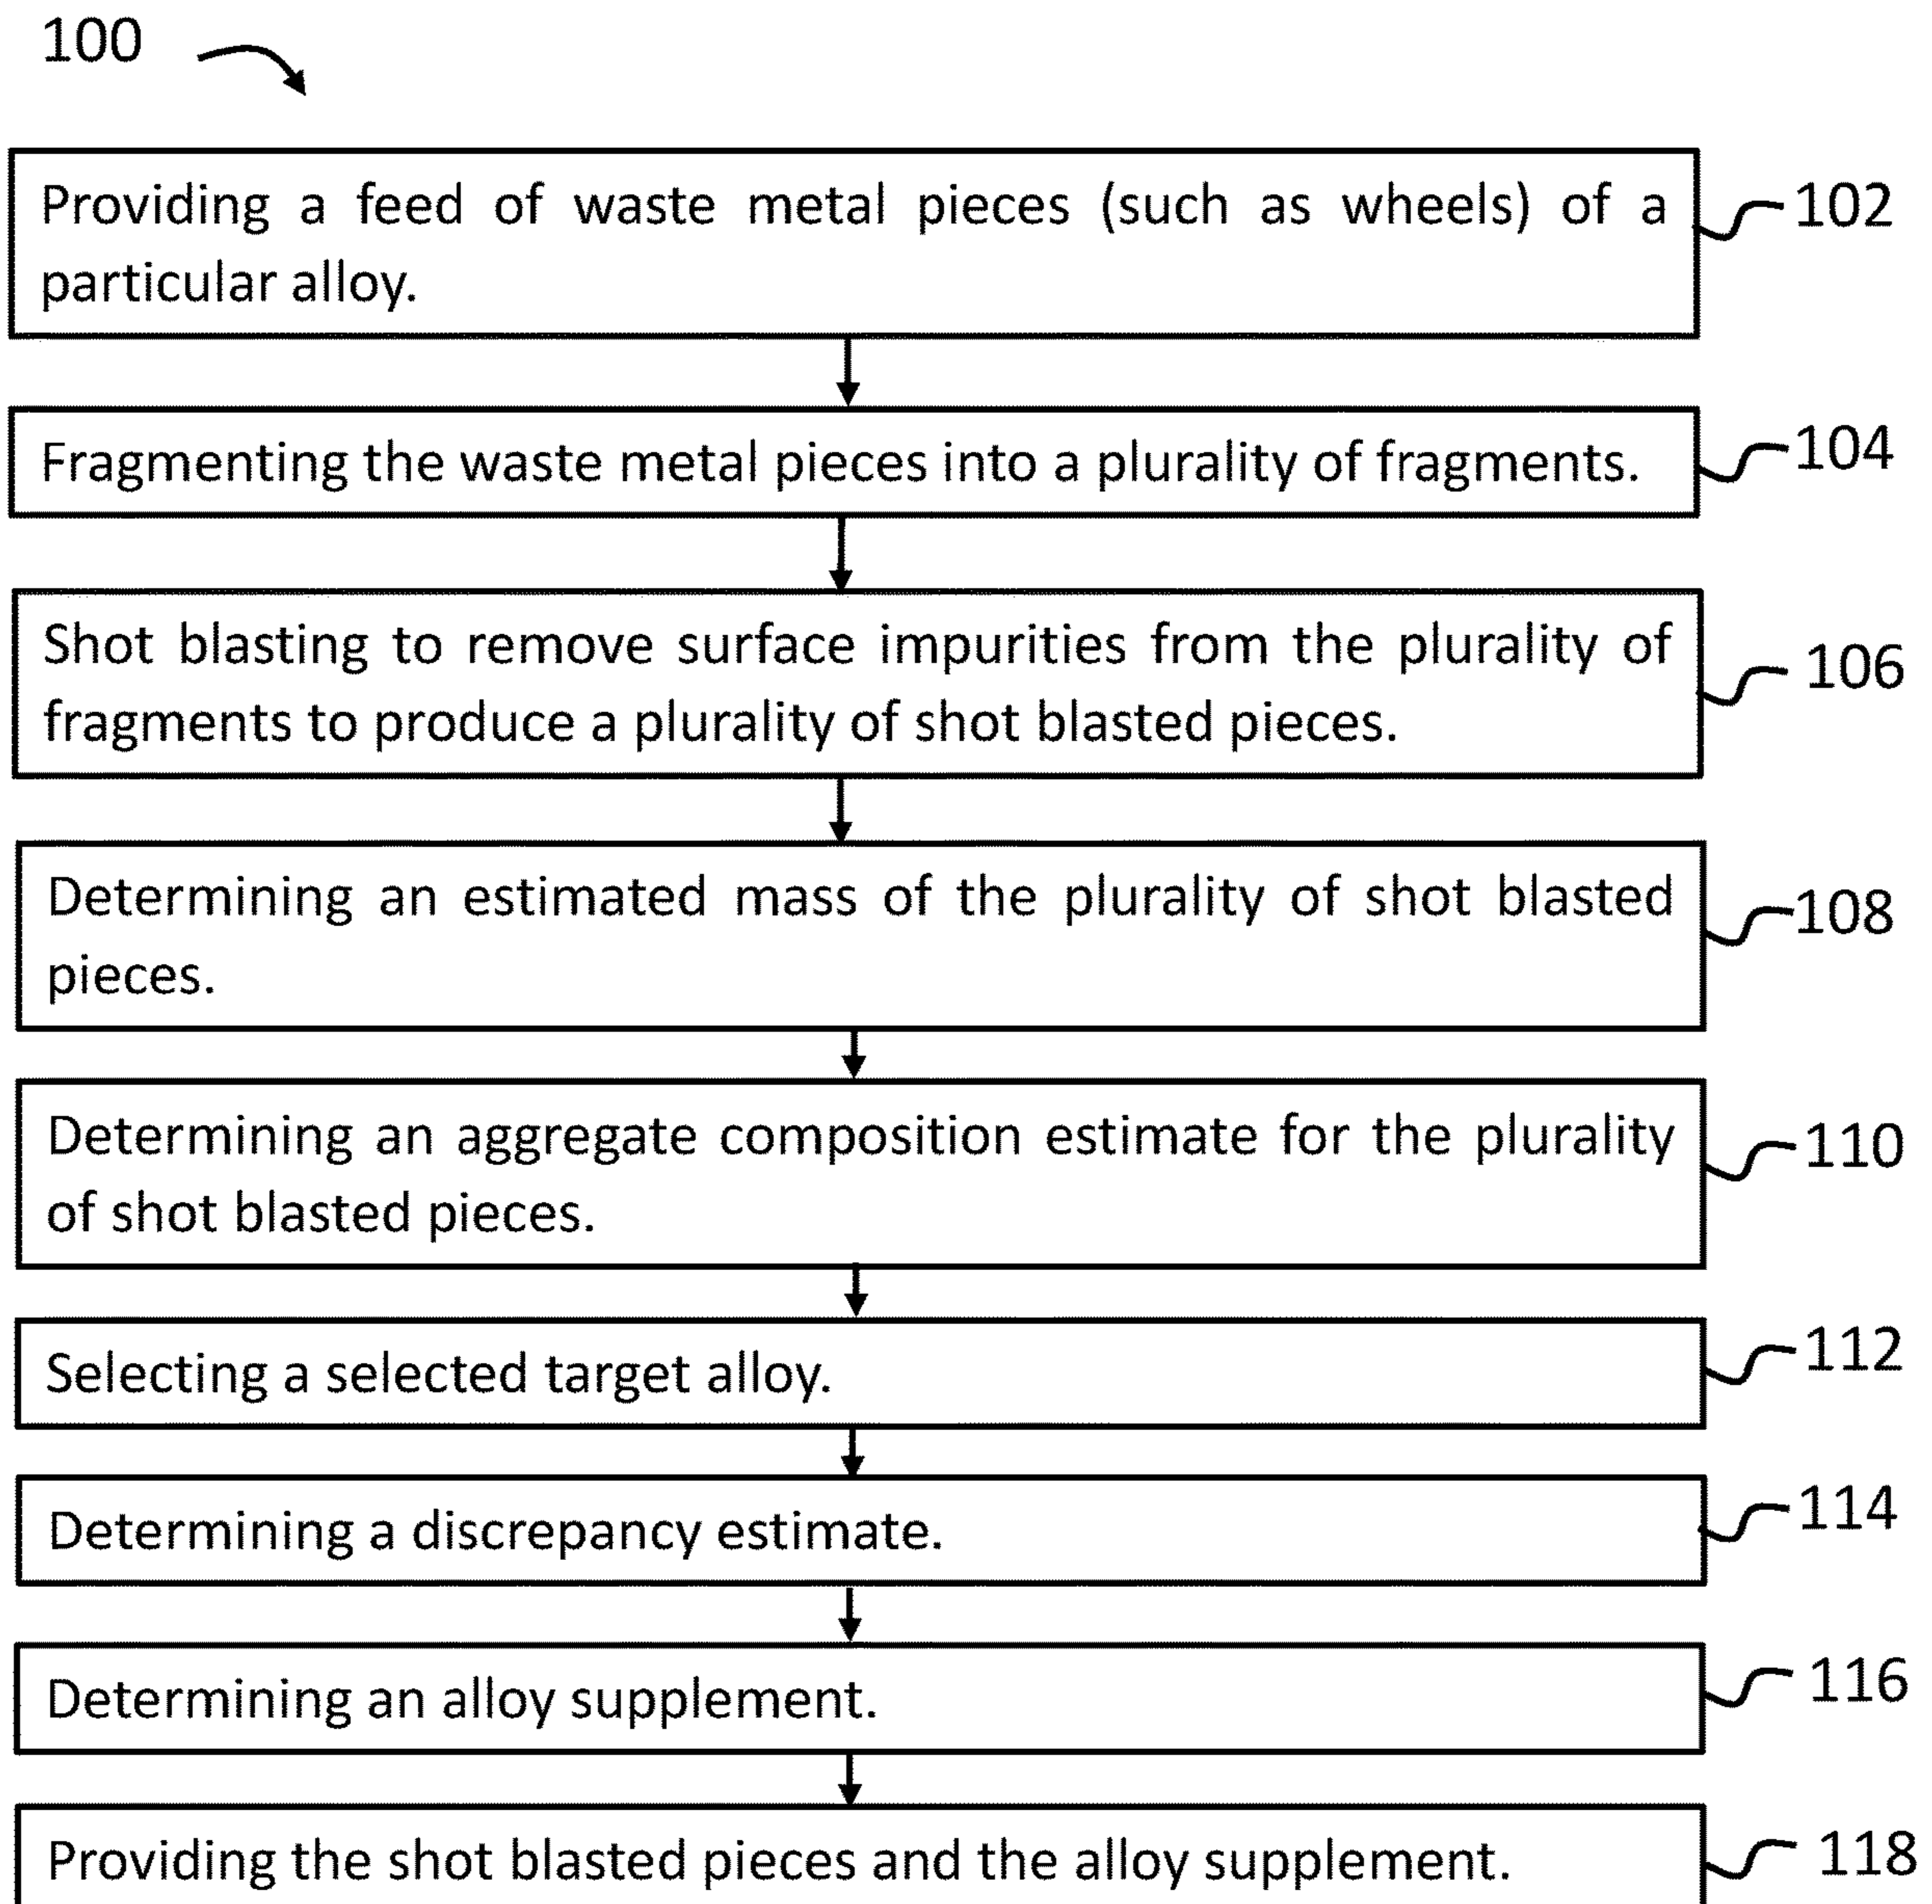 100
Providing a feed of waste metal pieces (such as wheels) of a
particular alloy.
102
Fragmenting the waste metal pieces into a plurality of fragments.
104
Shot blasting to remove surface impurities from the plurality of
fragments to produce a plurality of shot blasted pieces.
106
Determining an estimated mass of the plurality of shot blasted
pieces.
108
Determining an aggregate composition estimate for the plurality
of shot blasted pieces.
110
Selecting a selected target alloy.
112
Determining a discrepancy estimate.
114
Determining an alloy supplement.
116
Providing the shot blasted pieces and the alloy supplement.
118